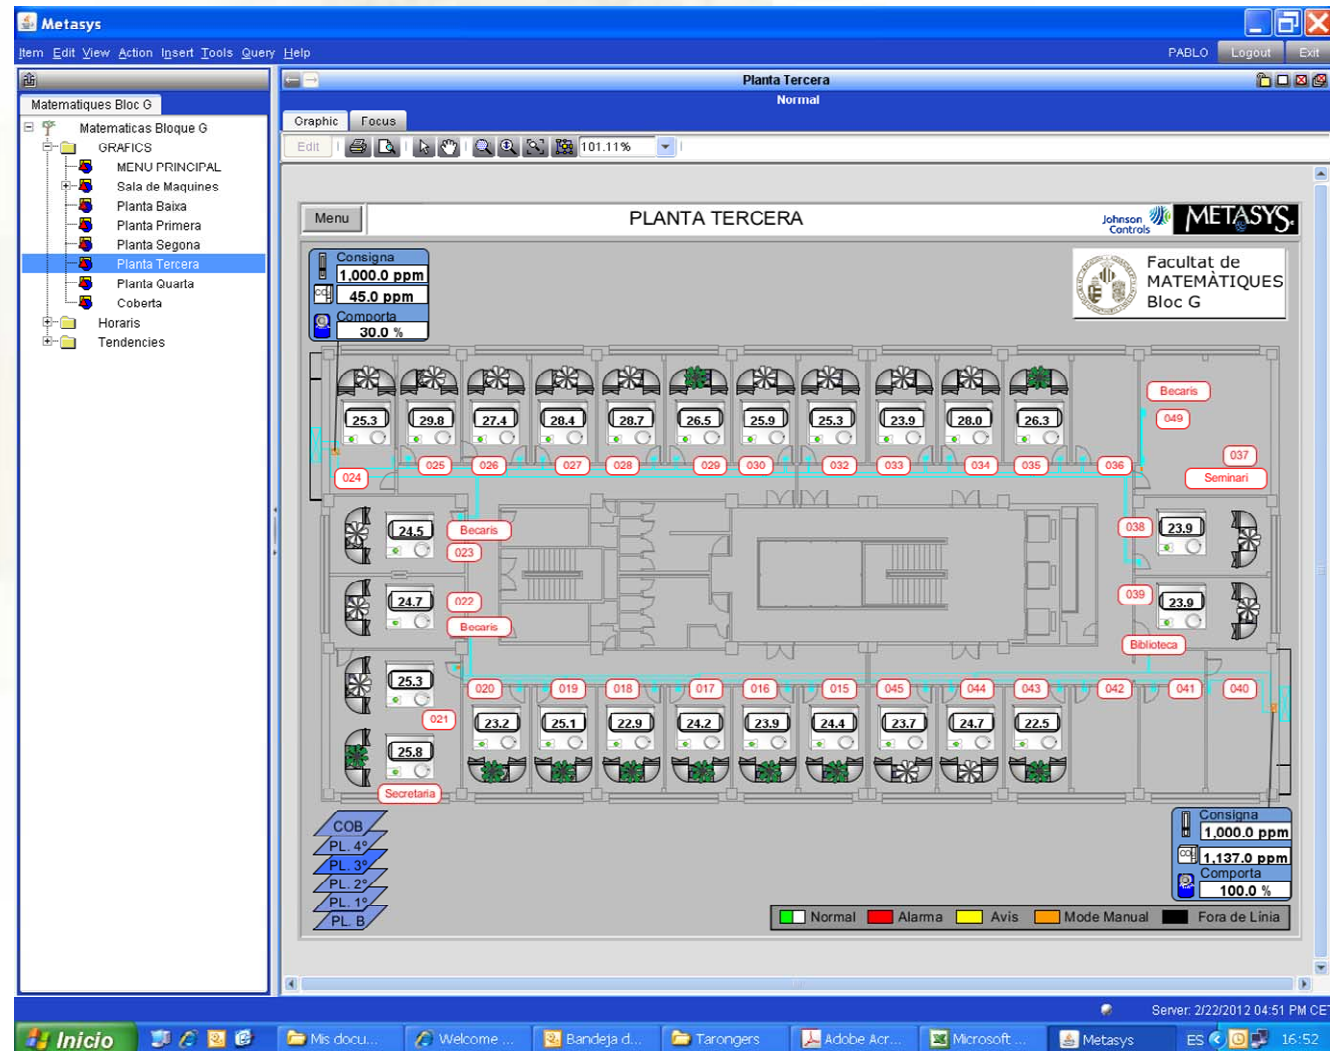 Metasys
Item Edit View Action Insert Tools Query Help
PABLO Logout Exit
Matematiques Bloc G
Matematicas Bloque G
GRAFICS
MENU PRINCIPAL
Sala de Maquines
Planta Baixa
Planta Primera
Planta Segona
Planta Tercera
Planta Quarta
Coberta
Horaris
Tendencies
Planta Tercera
Normal
Graphic Focus
Edit 101.11%
Menu
PLANTA TERCERA
Johnson Controls
METASYS
Consigna
1,000.0 ppm
45.0 ppm
Comporta
30.0 %
Facultat de
MATEMÀTIQUES
Bloc G
25.3 29.8 27.4 28.4 28.7 26.5 25.9 25.3 23.9 28.0 26.3
Becaris
049
024 025 026 027 028 029 030 032 033 034 035 036
037
Seminari
24.5 Becaris
023
038 23.9
24.7 022
Becaris
039 23.9
Biblioteca
25.3
021
25.8
Secretaria
020 019 018 017 016 015 045 044 043 042 041 040
23.2 25.1 22.9 24.2 23.9 24.4 23.7 24.7 22.5
COB
PL. 4º
PL. 3º
PL. 2º
PL. 1º
PL. B
Consigna
1,000.0 ppm
1,137.0 ppm
Comporta
100.0 %
Normal Alarma Avis Mode Manual Fora de Linia
Server: 2/22/2012 04:51 PM CET
Inicio Mis docu... Welcome ... Bandeja d... Tarongers Adobe Acr... Microsoft ... Metasys ES 16:52